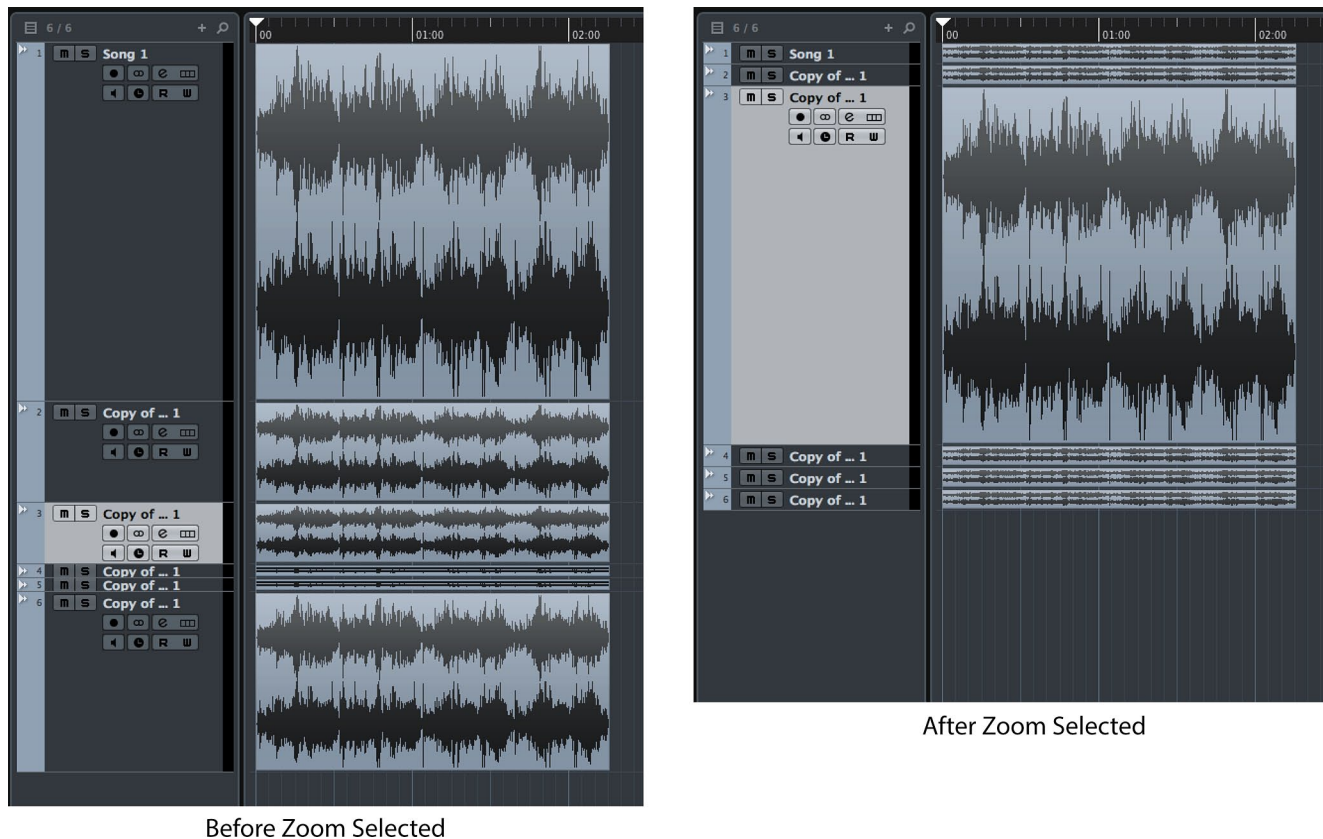 6 / 6 +
00 01:00 02:00
1 m S Song 1
e
R W
2 m S Copy of ... 1
e
R W
3 m S Copy of ... 1
e
R W
4 m S Copy of ... 1
5 m S Copy of ... 1
6 m S Copy of ... 1
e
R W
Before Zoom Selected
6 / 6 +
00 01:00 02:00
1 m S Song 1
2 m S Copy of ... 1
3 m S Copy of ... 1
e
R W
4 m S Copy of ... 1
5 m S Copy of ... 1
6 m S Copy of ... 1
After Zoom Selected